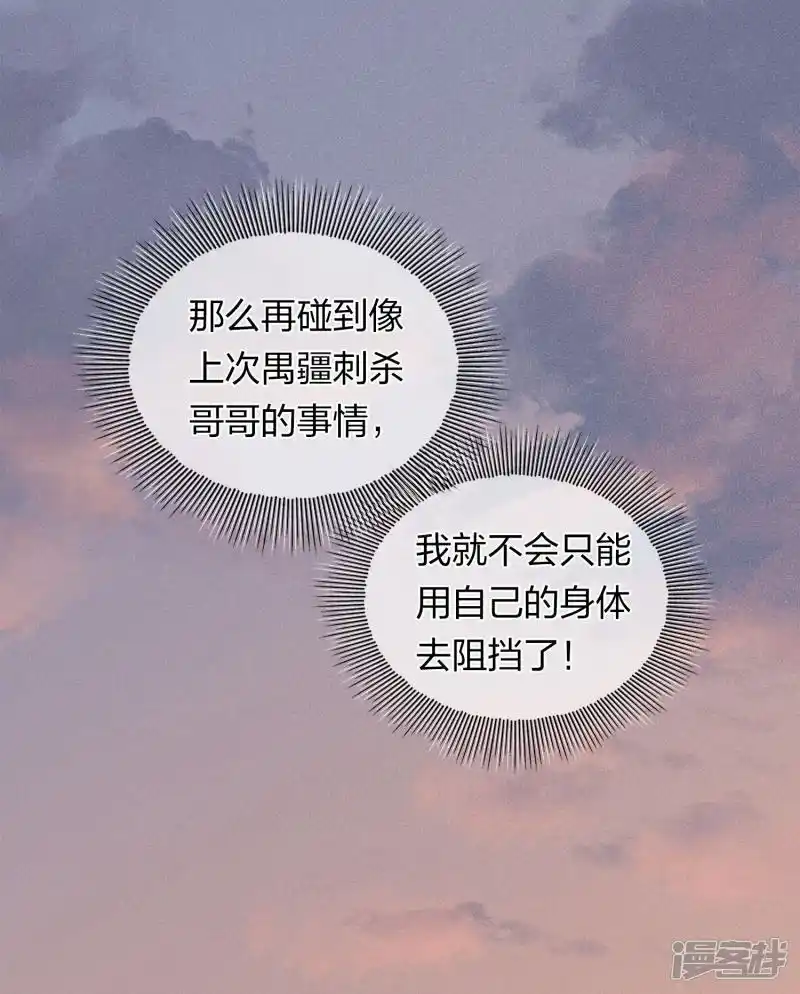 那么再碰到像
上次禺疆刺杀
哥哥的事情，
我就不会只能
用自己的身体
去阻挡了！
漫客栈